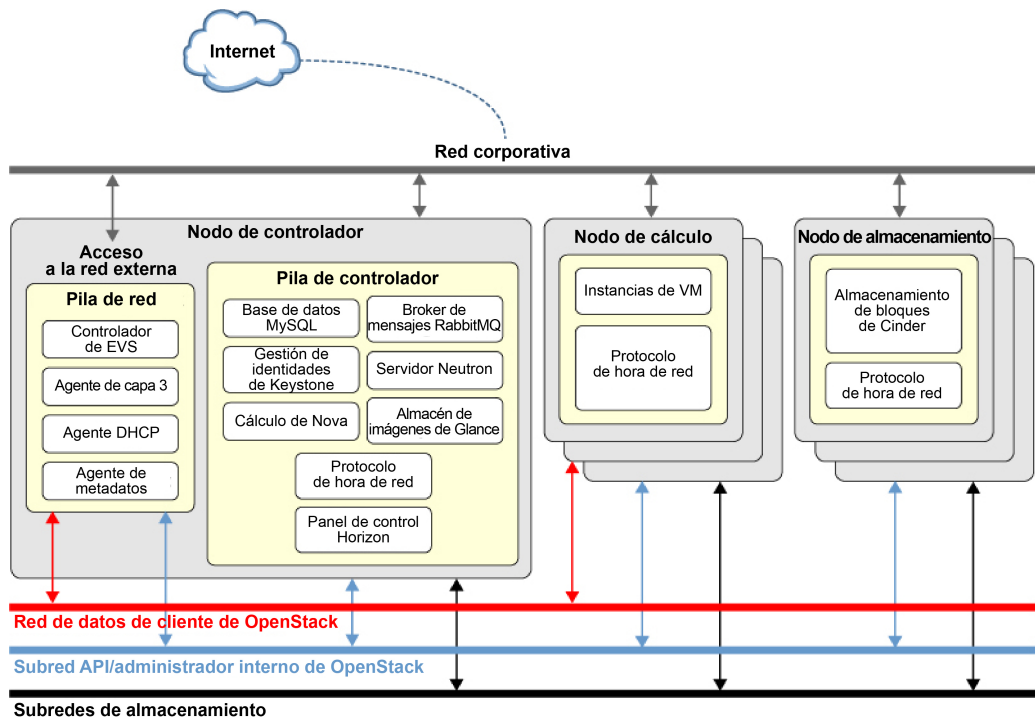 Internet
Red corporativa
Nodo de controlador
Acceso
a la red externa
Pila de red
Controlador
de EVS
Agente de capa 3
Agente DHCP
Agente de
metadatos
Pila de controlador
Base de datos
MySQL
Broker de
mensajes RabbitMQ
Gestión de
identidades
de Keystone
Servidor Neutron
Cálculo de Nova
Almacén de
imágenes de Glance
Protocolo
de hora de red
Panel de control
Horizon
Nodo de cálculo
Instancias de VM
Protocolo
de hora de red
Nodo de almacenamiento
Almacenamiento
de bloques
de Cinder
Protocolo
de hora de red
Red de datos de cliente de OpenStack
Subred API/administrador interno de OpenStack
Subredes de almacenamiento